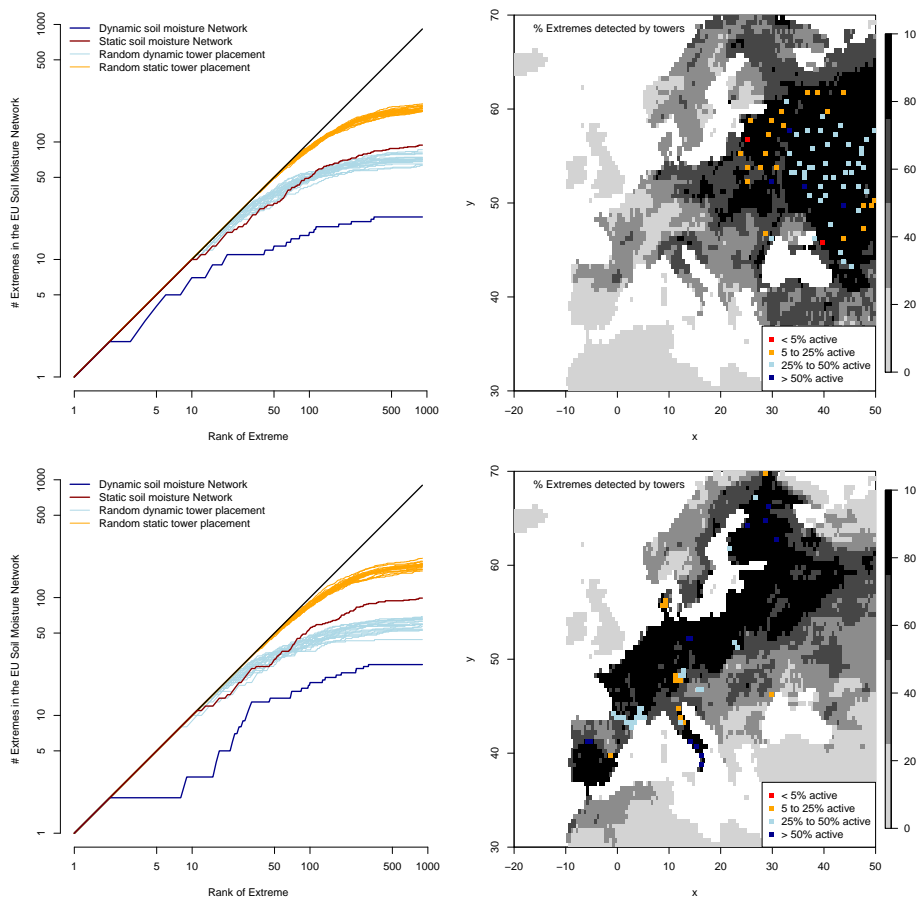 Dynamic soil moisture Network
Static soil moisture Network
Random dynamic tower placement
Random static tower placement
# Extremes in the EU Soil Moisture Network
1000
500
100
50
10
5
1
1 5 10 50 100 500 1000
Rank of Extreme
% Extremes detected by towers
y
70
60
50
40
30
−20 −10 0 10 20 30 40 50
x
< 5% active
5 to 25% active
25% to 50% active
> 50% active
10
80
60
40
20
0
Dynamic soil moisture Network
Static soil moisture Network
Random dynamic tower placement
Random static tower placement
# Extremes in the EU Soil Moisture Network
1000
500
100
50
10
5
1
1 5 10 50 100 500 1000
Rank of Extreme
% Extremes detected by towers
y
70
60
50
40
30
−20 −10 0 10 20 30 40 50
x
< 5% active
5 to 25% active
25% to 50% active
> 50% active
10
80
60
40
20
0